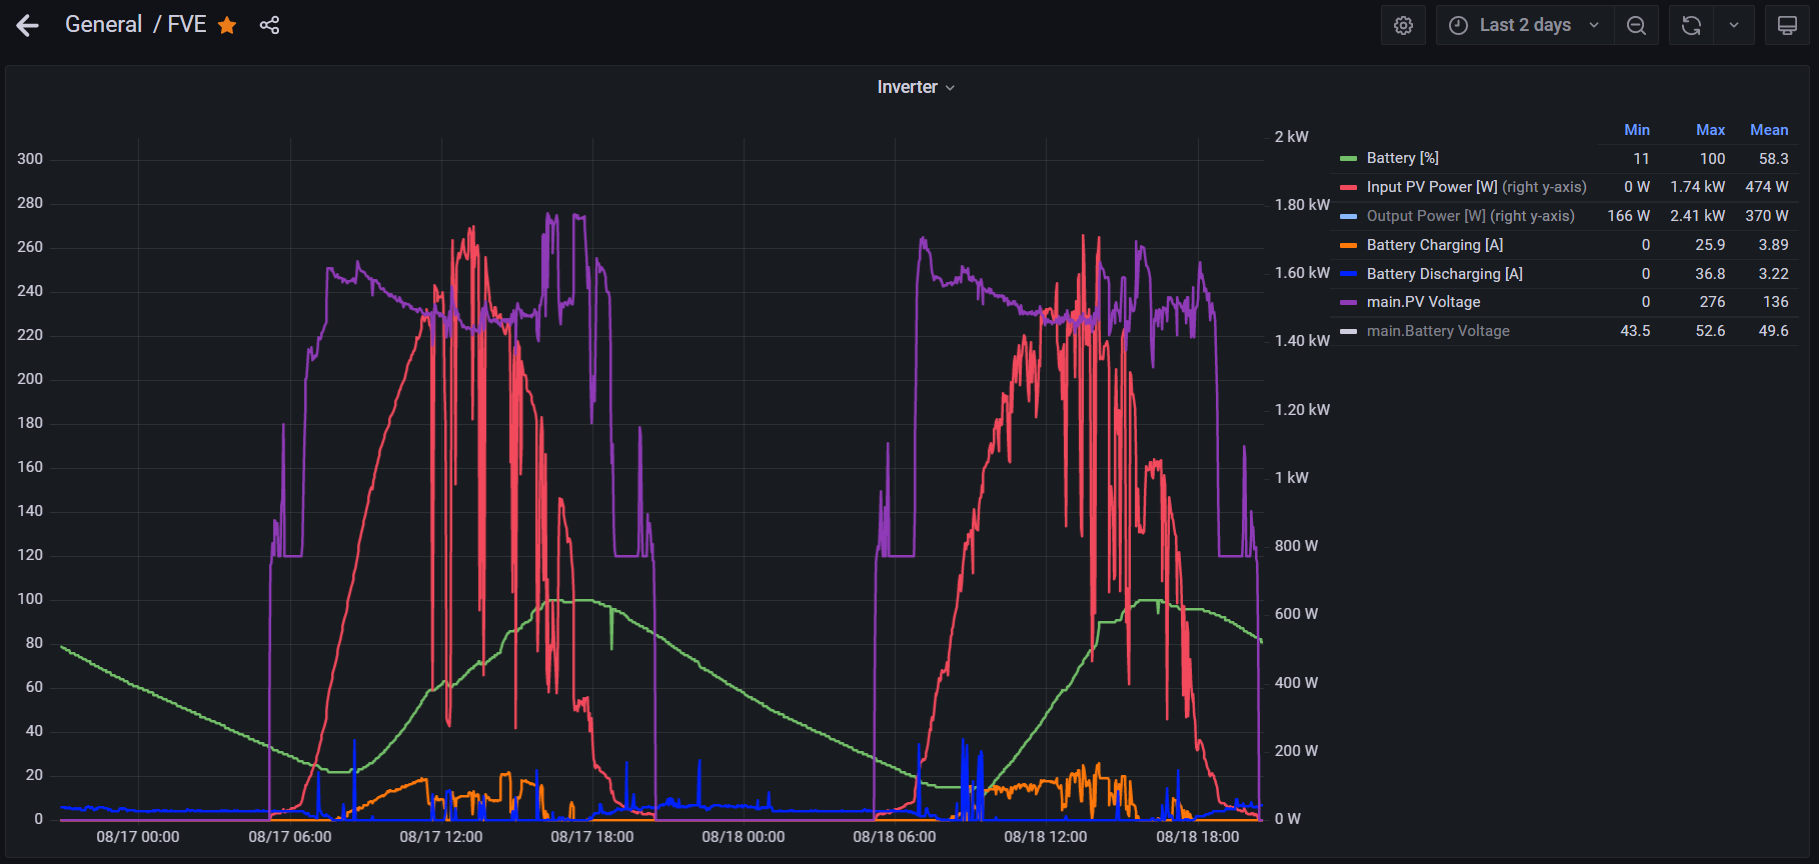 General / FVE
Last 2 days
Inverter
Min Max Mean
Battery [%] 11 100 58.3
Input PV Power [W] (right y-axis) 0 W 1.74 kW 474 W
Output Power [W] (right y-axis) 166 W 2.41 kW 370 W
Battery Charging [A] 0 25.9 3.89
Battery Discharging [A] 0 36.8 3.22
main.PV Voltage 0 276 136
main.Battery Voltage 43.5 52.6 49.6
300
280
260
240
220
200
180
160
140
120
100
80
60
40
20
0
2 kW
1.80 kW
1.60 kW
1.40 kW
1.20 kW
1 kW
800 W
600 W
400 W
200 W
0 W
08/17 00:00 08/17 06:00 08/17 12:00 08/17 18:00 08/18 00:00 08/18 06:00 08/18 12:00 08/18 18:00